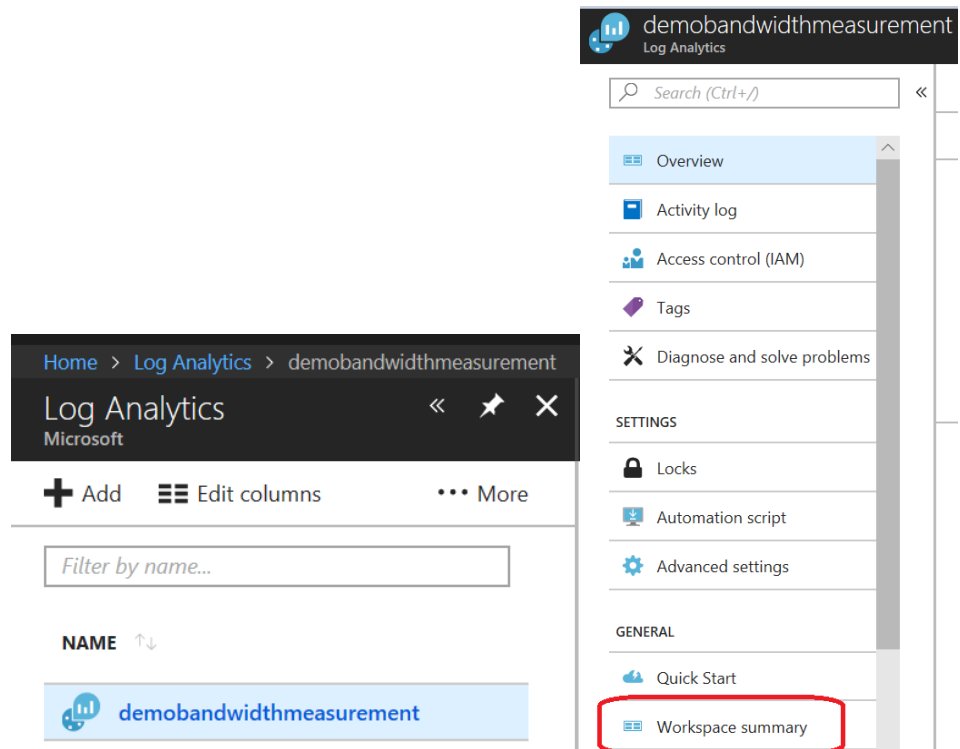 Home > Log Analytics > demobandwidthmeasurement
Log Analytics
Microsoft
Add Edit columns ••• More
Filter by name...
NAME
demobandwidthmeasurement
demobandwidthmeasurement
Log Analytics
Search (Ctrl+/)
Overview
Activity log
Access control (IAM)
Tags
Diagnose and solve problems
SETTINGS
Locks
Automation script
Advanced settings
GENERAL
Quick Start
Workspace summary